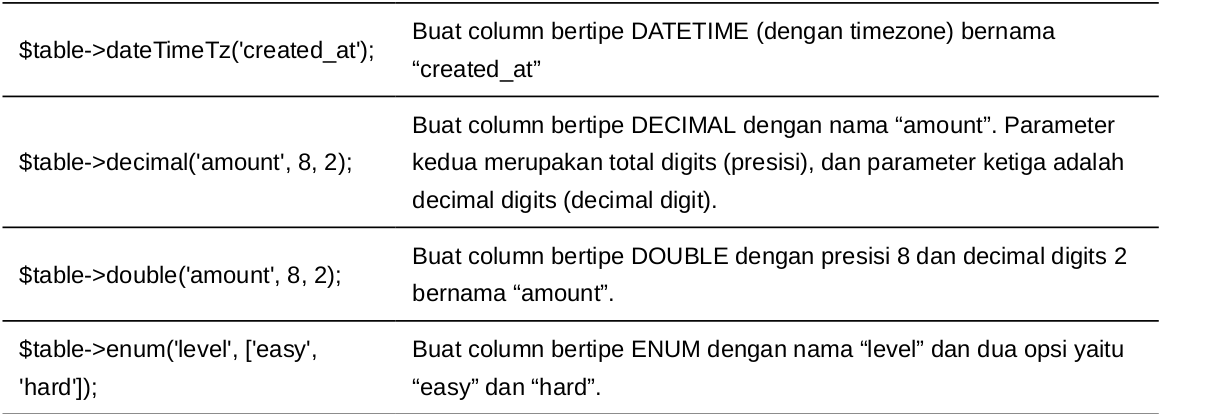 $table->dateTimeTz('created_at');
Buat column bertipe DATETIME (dengan timezone) bernama
“created_at”
$table->decimal('amount', 8, 2);
Buat column bertipe DECIMAL dengan nama “amount”. Parameter
kedua merupakan total digits (presisi), dan parameter ketiga adalah
decimal digits (decimal digit).
$table->double('amount', 8, 2);
Buat column bertipe DOUBLE dengan presisi 8 dan decimal digits 2
bernama “amount”.
$table->enum('level', ['easy',
'hard']);
Buat column bertipe ENUM dengan nama “level” dan dua opsi yaitu
“easy” dan “hard”.